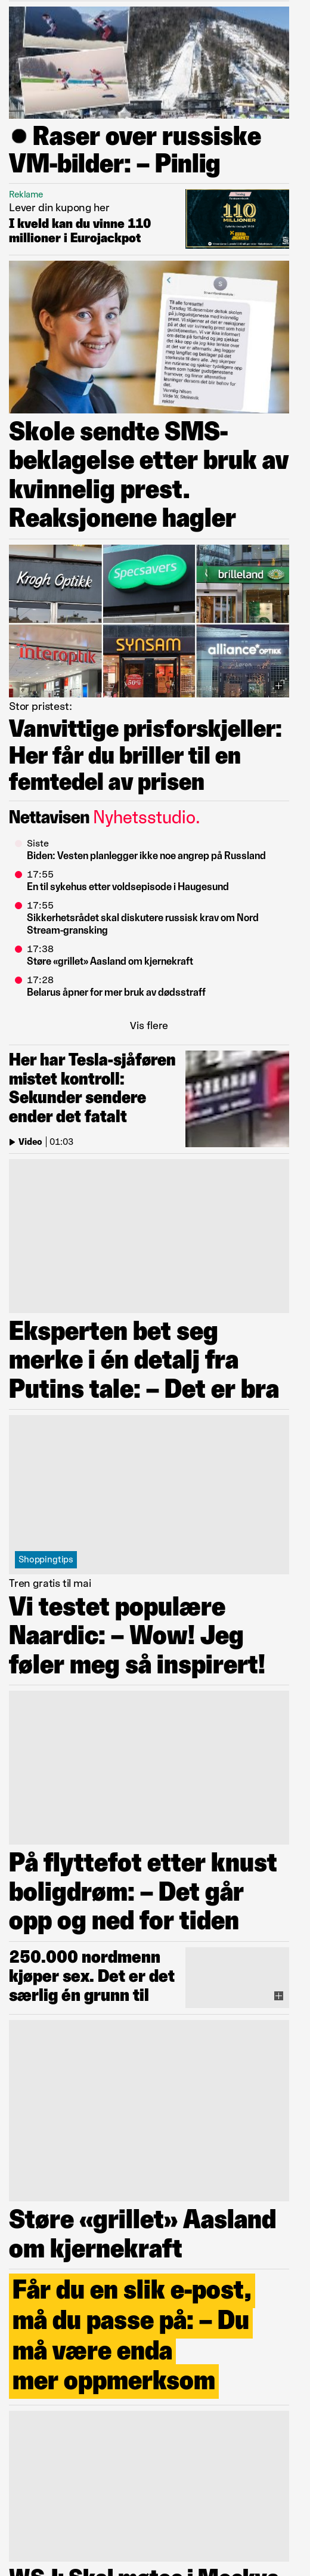 Raser over russiske
VM-bilder: – Pinlig
Reklame
Lever din kupong her
I kveld kan du vinne 110
millioner i Eurojackpot
110
MILLIONER
Til alle foresatte!
Skole sendte SMS-
beklagelse etter bruk av
kvinnelig prest.
Reaksjonene hagler
Krogh Optikk
Specsavers
brilleland
interoptik
SYNSAM
alliance OPTIKK
50%
Stor pristest:
Vanvittige prisforskjeller:
Her får du briller til en
femtedel av prisen
Nettavisen Nyhetsstudio.
Siste
Biden: Vesten planlegger ikke noe angrep på Russland
17:55
En til sykehus etter voldsepisode i Haugesund
17:55
Sikkerhetsrådet skal diskutere russisk krav om Nord
Stream-gransking
17:38
Støre «grillet» Aasland om kjernekraft
17:28
Belarus åpner for mer bruk av dødsstraff
Vis flere
Her har Tesla-sjåføren
mistet kontroll:
Sekunder sendere
ender det fatalt
Video | 01:03
Eksperten bet seg
merke i én detalj fra
Putins tale: – Det er bra
Shoppingtips
Tren gratis til mai
Vi testet populære
Naardic: – Wow! Jeg
føler meg så inspirert!
På flyttefot etter knust
boligdrøm: – Det går
opp og ned for tiden
250.000 nordmenn
kjøper sex. Det er det
særlig én grunn til
Støre «grillet» Aasland
om kjernekraft
Får du en slik e-post,
må du passe på: – Du
må være enda
mer oppmerksom